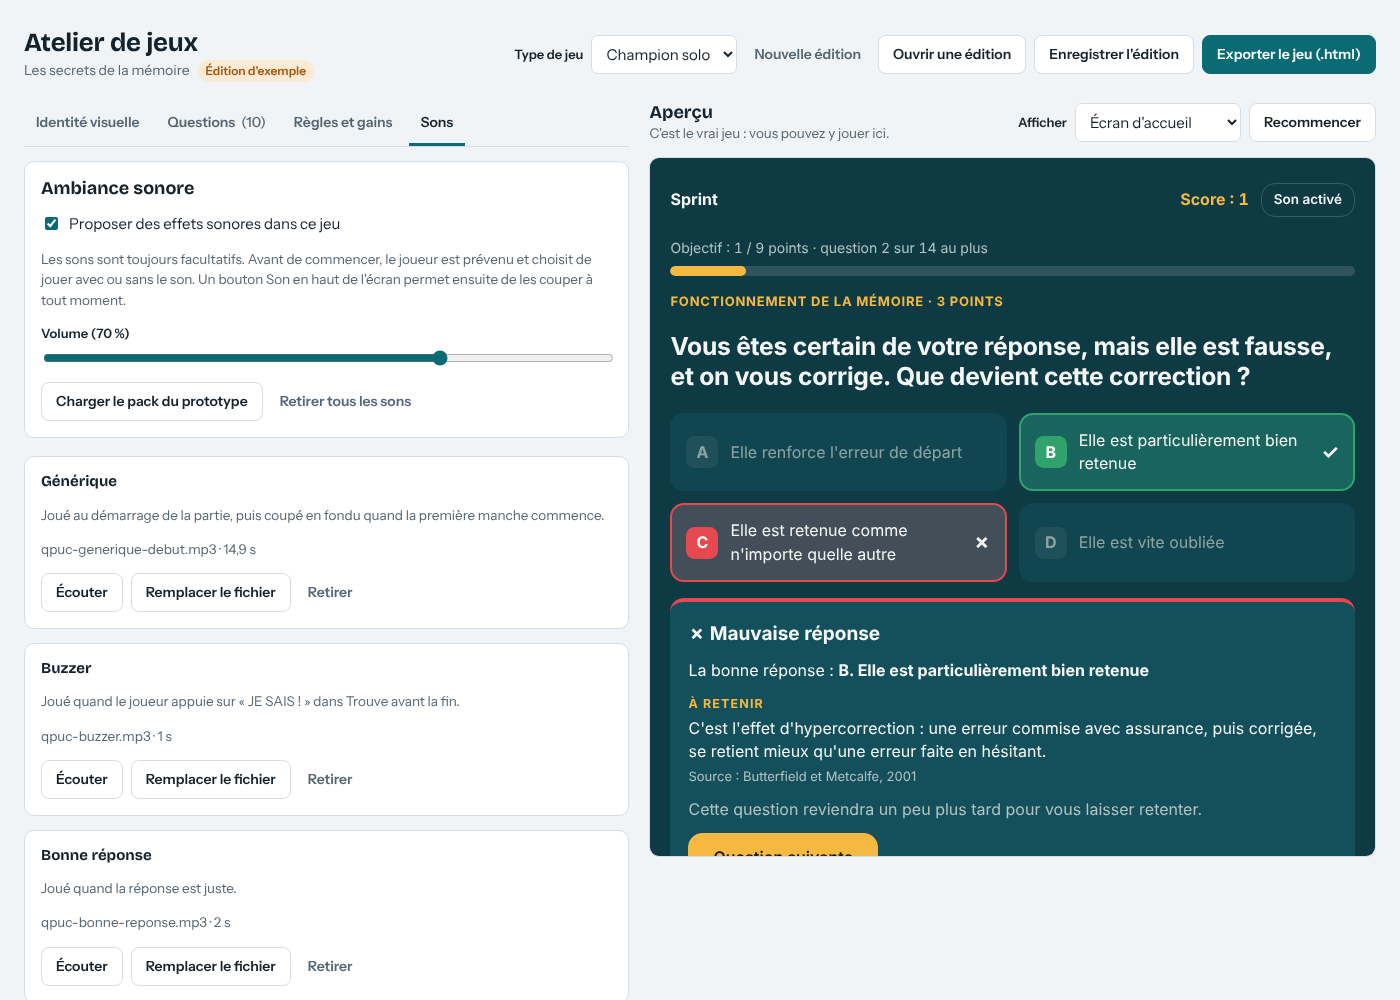 Atelier de jeux
Les secrets de la mémoire
Édition d'exemple
Type de jeu
Champion solo
Nouvelle édition
Ouvrir une édition
Enregistrer l'édition
Exporter le jeu (.html)
Identité visuelle
Questions (10)
Règles et gains
Sons
Ambiance sonore
Proposer des effets sonores dans ce jeu
Les sons sont toujours facultatifs. Avant de commencer, le joueur est prévenu et choisit de
jouer avec ou sans le son. Un bouton Son en haut de l'écran permet ensuite de les couper à
tout moment.
Volume (70 %)
Charger le pack du prototype
Retirer tous les sons
Générique
Joué au démarrage de la partie, puis coupé en fondu quand la première manche commence.
qpuc-generique-debut.mp3 · 14,9 s
Écouter
Remplacer le fichier
Retirer
Buzzer
Joué quand le joueur appuie sur « JE SAIS ! » dans Trouve avant la fin.
qpuc-buzzer.mp3 · 1 s
Écouter
Remplacer le fichier
Retirer
Bonne réponse
Joué quand la réponse est juste.
qpuc-bonne-reponse.mp3 · 2 s
Écouter
Remplacer le fichier
Retirer
Aperçu
C'est le vrai jeu : vous pouvez y jouer ici.
Afficher
Écran d'accueil
Recommencer
Sprint
Score : 1
Son activé
Objectif : 1 / 9 points · question 2 sur 14 au plus
FONCTIONNEMENT DE LA MÉMOIRE · 3 POINTS
Vous êtes certain de votre réponse, mais elle est fausse,
et on vous corrige. Que devient cette correction ?
A
Elle renforce l'erreur de départ
B
Elle est particulièrement bien
retenue
C
Elle est retenue comme
n'importe quelle autre
D
Elle est vite oubliée
Mauvaise réponse
La bonne réponse : B. Elle est particulièrement bien retenue
À RETENIR
C'est l'effet d'hypercorrection : une erreur commise avec assurance, puis corrigée,
se retient mieux qu'une erreur faite en hésitant.
Source : Butterfield et Metcalfe, 2001
Cette question reviendra un peu plus tard pour vous laisser retenter.
Question suivante